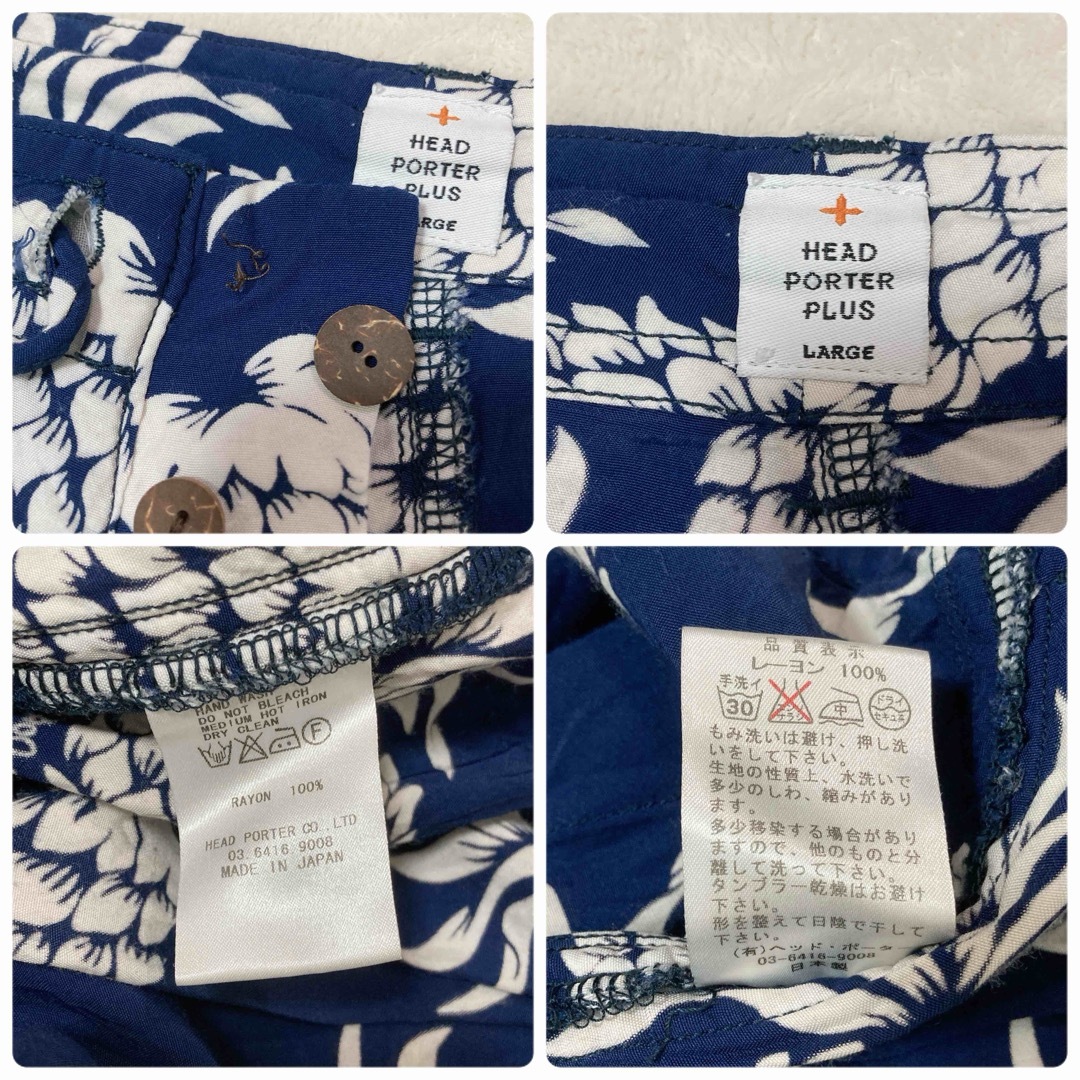 HEAD
PORTER
PLUS
LARGE
HEAD
PORTER
PLUS
LARGE
HAND WASH
DO NOT BLEACH
MEDIUM HOT IRON
DRY CLEAN
F
RAYON 100%
HEAD PORTER CO., LTD
03.6416.9008
MADE IN JAPAN
品質表示
レーヨン 100%
手洗イ
30 中 ドライ
セキユ系
もみ洗いは避け、押し洗
いをして下さい。
生地の性質上、水洗いで
多少のしわ、縮みがあり
ます。
多少移染する場合があり
ますので、他のものと分
離して洗って下さい。
タンブラー乾燥はお避け
下さい。
形を整えて日陰で干して
下さい。
(有)ヘッド・ポータ
03-6416-9008
日本製